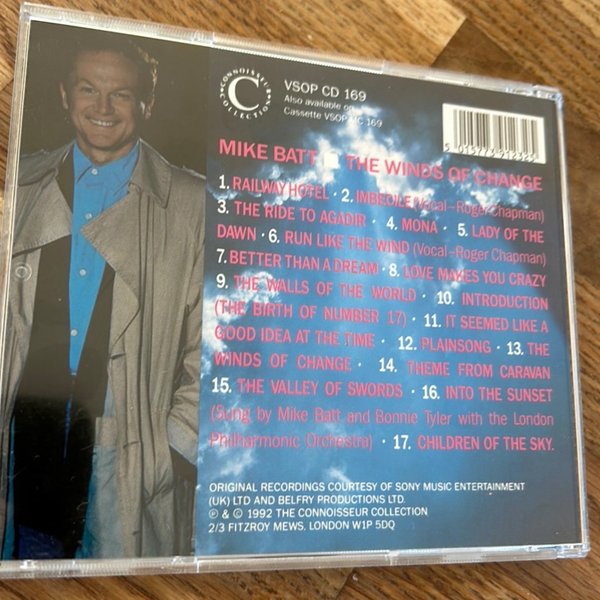 CONNOISSEUR COLLECTION
C
VSOP CD 169
Also available on
Cassette VSOP MC 169
MIKE BATT THE WINDS OF CHANGE
1. RAILWAY HOTEL · 2. IMBECILE (Vocal – Roger Chapman)
3. THE RIDE TO AGADIR · 4. MONA · 5. LADY OF THE
DAWN · 6. RUN LIKE THE WIND (Vocal – Roger Chapman)
7. BETTER THAN A DREAM · 8. LOVE MAKES YOU CRAZY
9. THE WALLS OF THE WORLD · 10. INTRODUCTION
(THE BIRTH OF NUMBER 17) · 11. IT SEEMED LIKE A
GOOD IDEA AT THE TIME · 12. PLAINSONG · 13. THE
WINDS OF CHANGE · 14. THEME FROM CARAVAN
15. THE VALLEY OF SWORDS · 16. INTO THE SUNSET
(Sung by Mike Batt and Bonnie Tyler with the London
Philharmonic Orchestra) · 17. CHILDREN OF THE SKY.
ORIGINAL RECORDINGS COURTESY OF SONY MUSIC ENTERTAINMENT
(UK) LTD AND BELFRY PRODUCTIONS LTD.
℗ & © 1992 THE CONNOISSEUR COLLECTION
2/3 FITZROY MEWS, LONDON W1P 5DQ